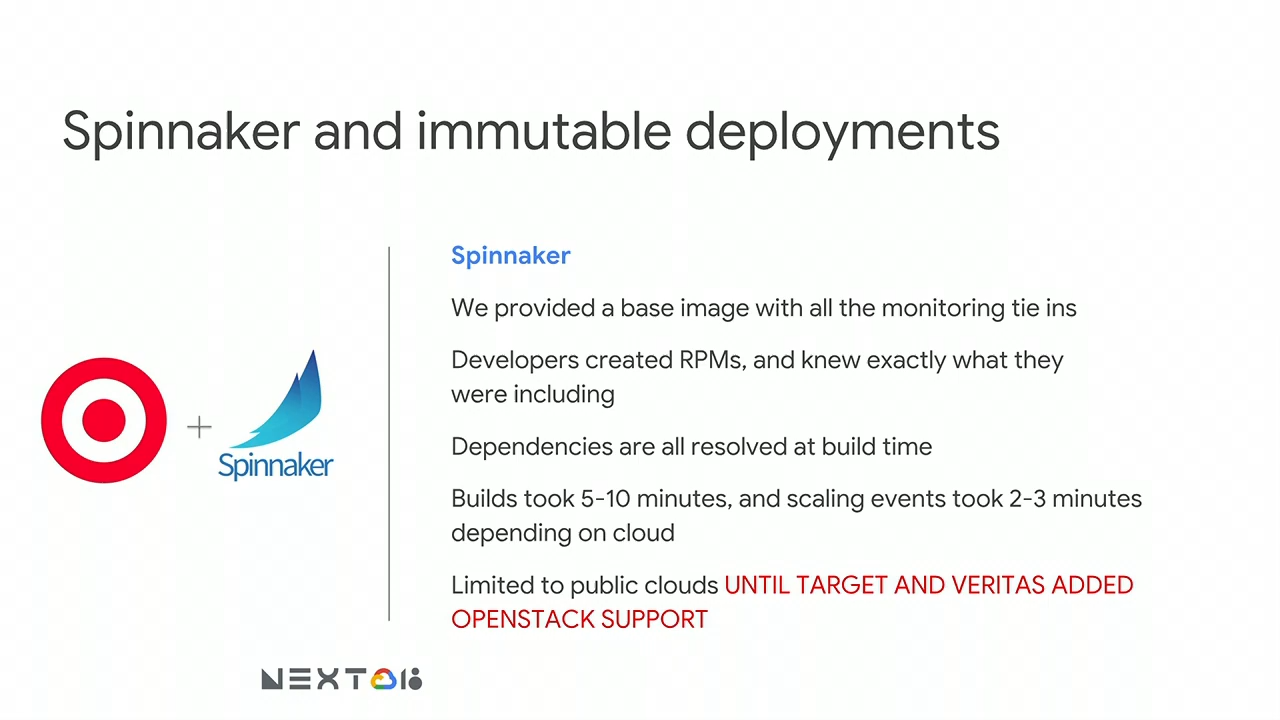 Spinnaker and immutable deployments
Spinnaker
We provided a base image with all the monitoring tie ins
Developers created RPMs, and knew exactly what they
were including
Dependencies are all resolved at build time
Builds took 5-10 minutes, and scaling events took 2-3 minutes
depending on cloud
Limited to public clouds UNTIL TARGET AND VERITAS ADDED
OPENSTACK SUPPORT
+
Spinnaker
NEXT 18